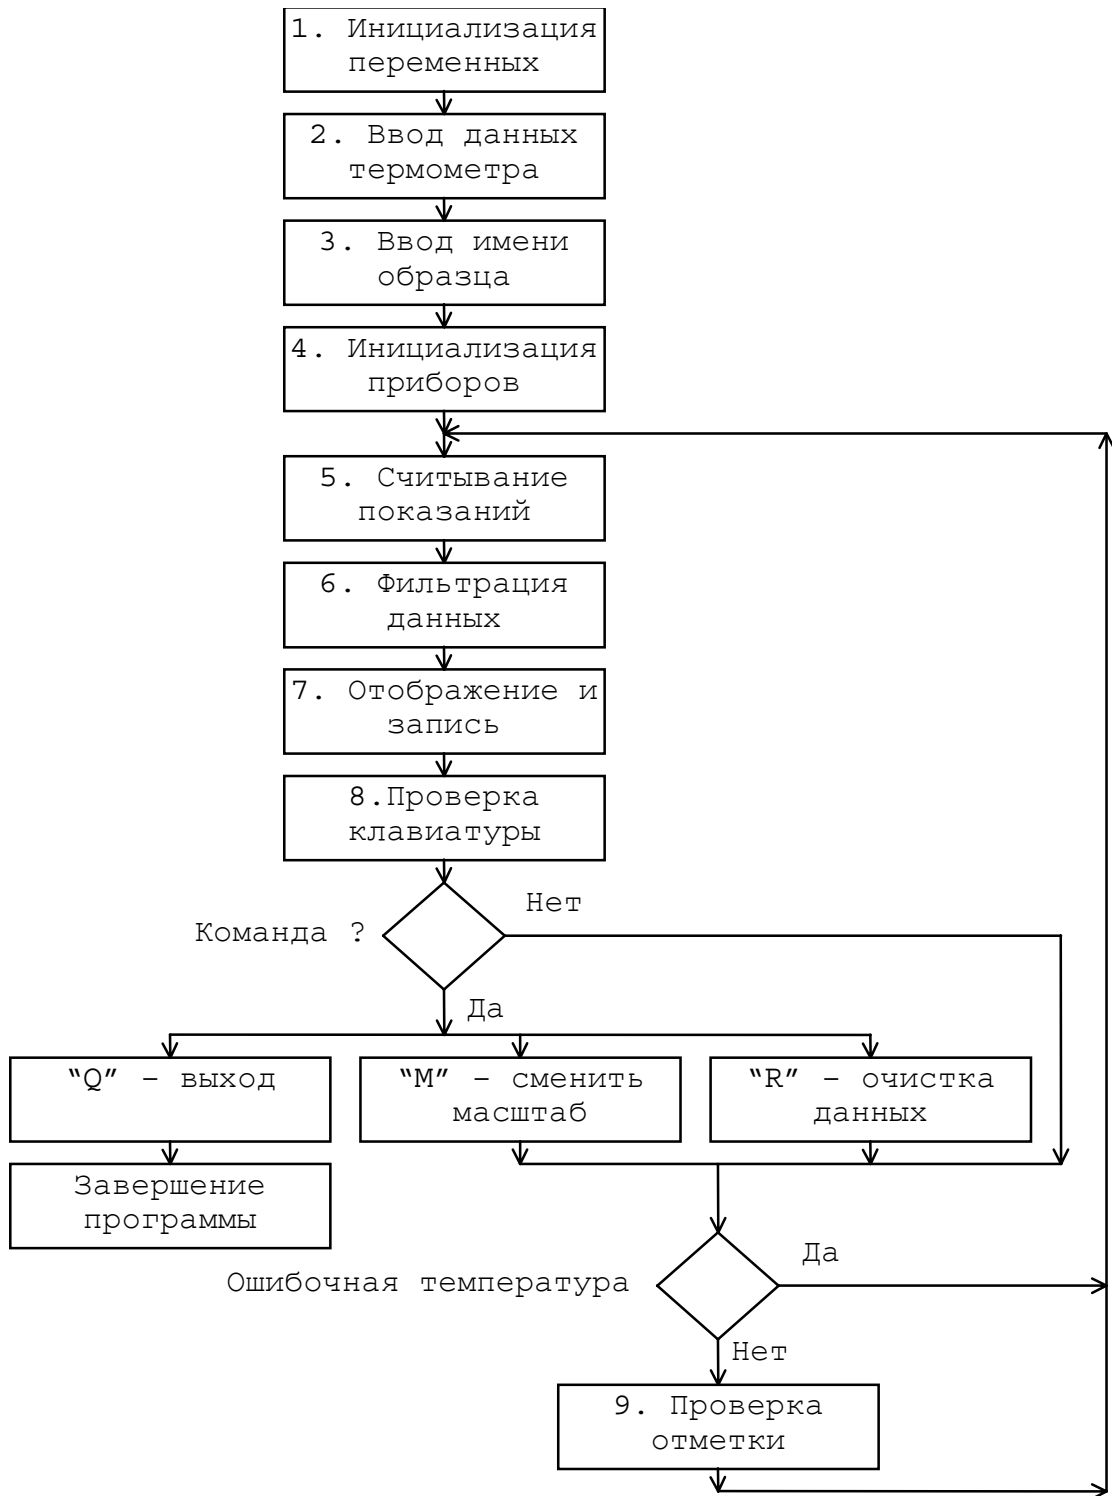 1. Инициализация
переменных
2. Ввод данных
термометра
3. Ввод имени
образца
4. Инициализация
приборов
5. Считывание
показаний
6. Фильтрация
данных
7. Отображение и
запись
8.Проверка
клавиатуры
Нет
Команда ?
Да
“Q” – выход
“M” – сменить
масштаб
“R” – очистка
данных
Завершение
программы
Да
Ошибочная температура
Нет
9. Проверка
отметки